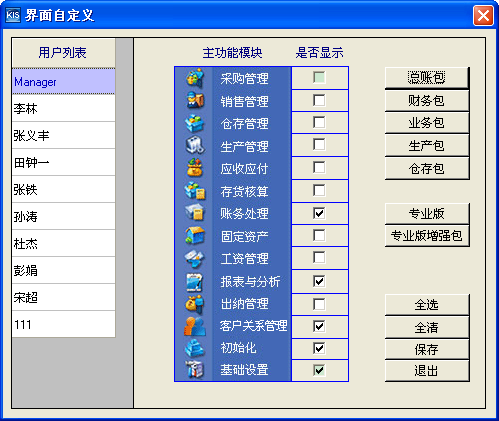 KIS 界面自定义
用户列表
Manager
李林
张义丰
田钟一
张铁
孙涛
杜杰
彭娟
宋超
111
主功能模块 是否显示
采购管理
销售管理
仓存管理
生产管理
应收应付
存货核算
账务处理
固定资产
工资管理
报表与分析
出纳管理
客户关系管理
初始化
基础设置
总账包
财务包
业务包
生产包
仓存包
专业版
专业版增强包
全选
全清
保存
退出